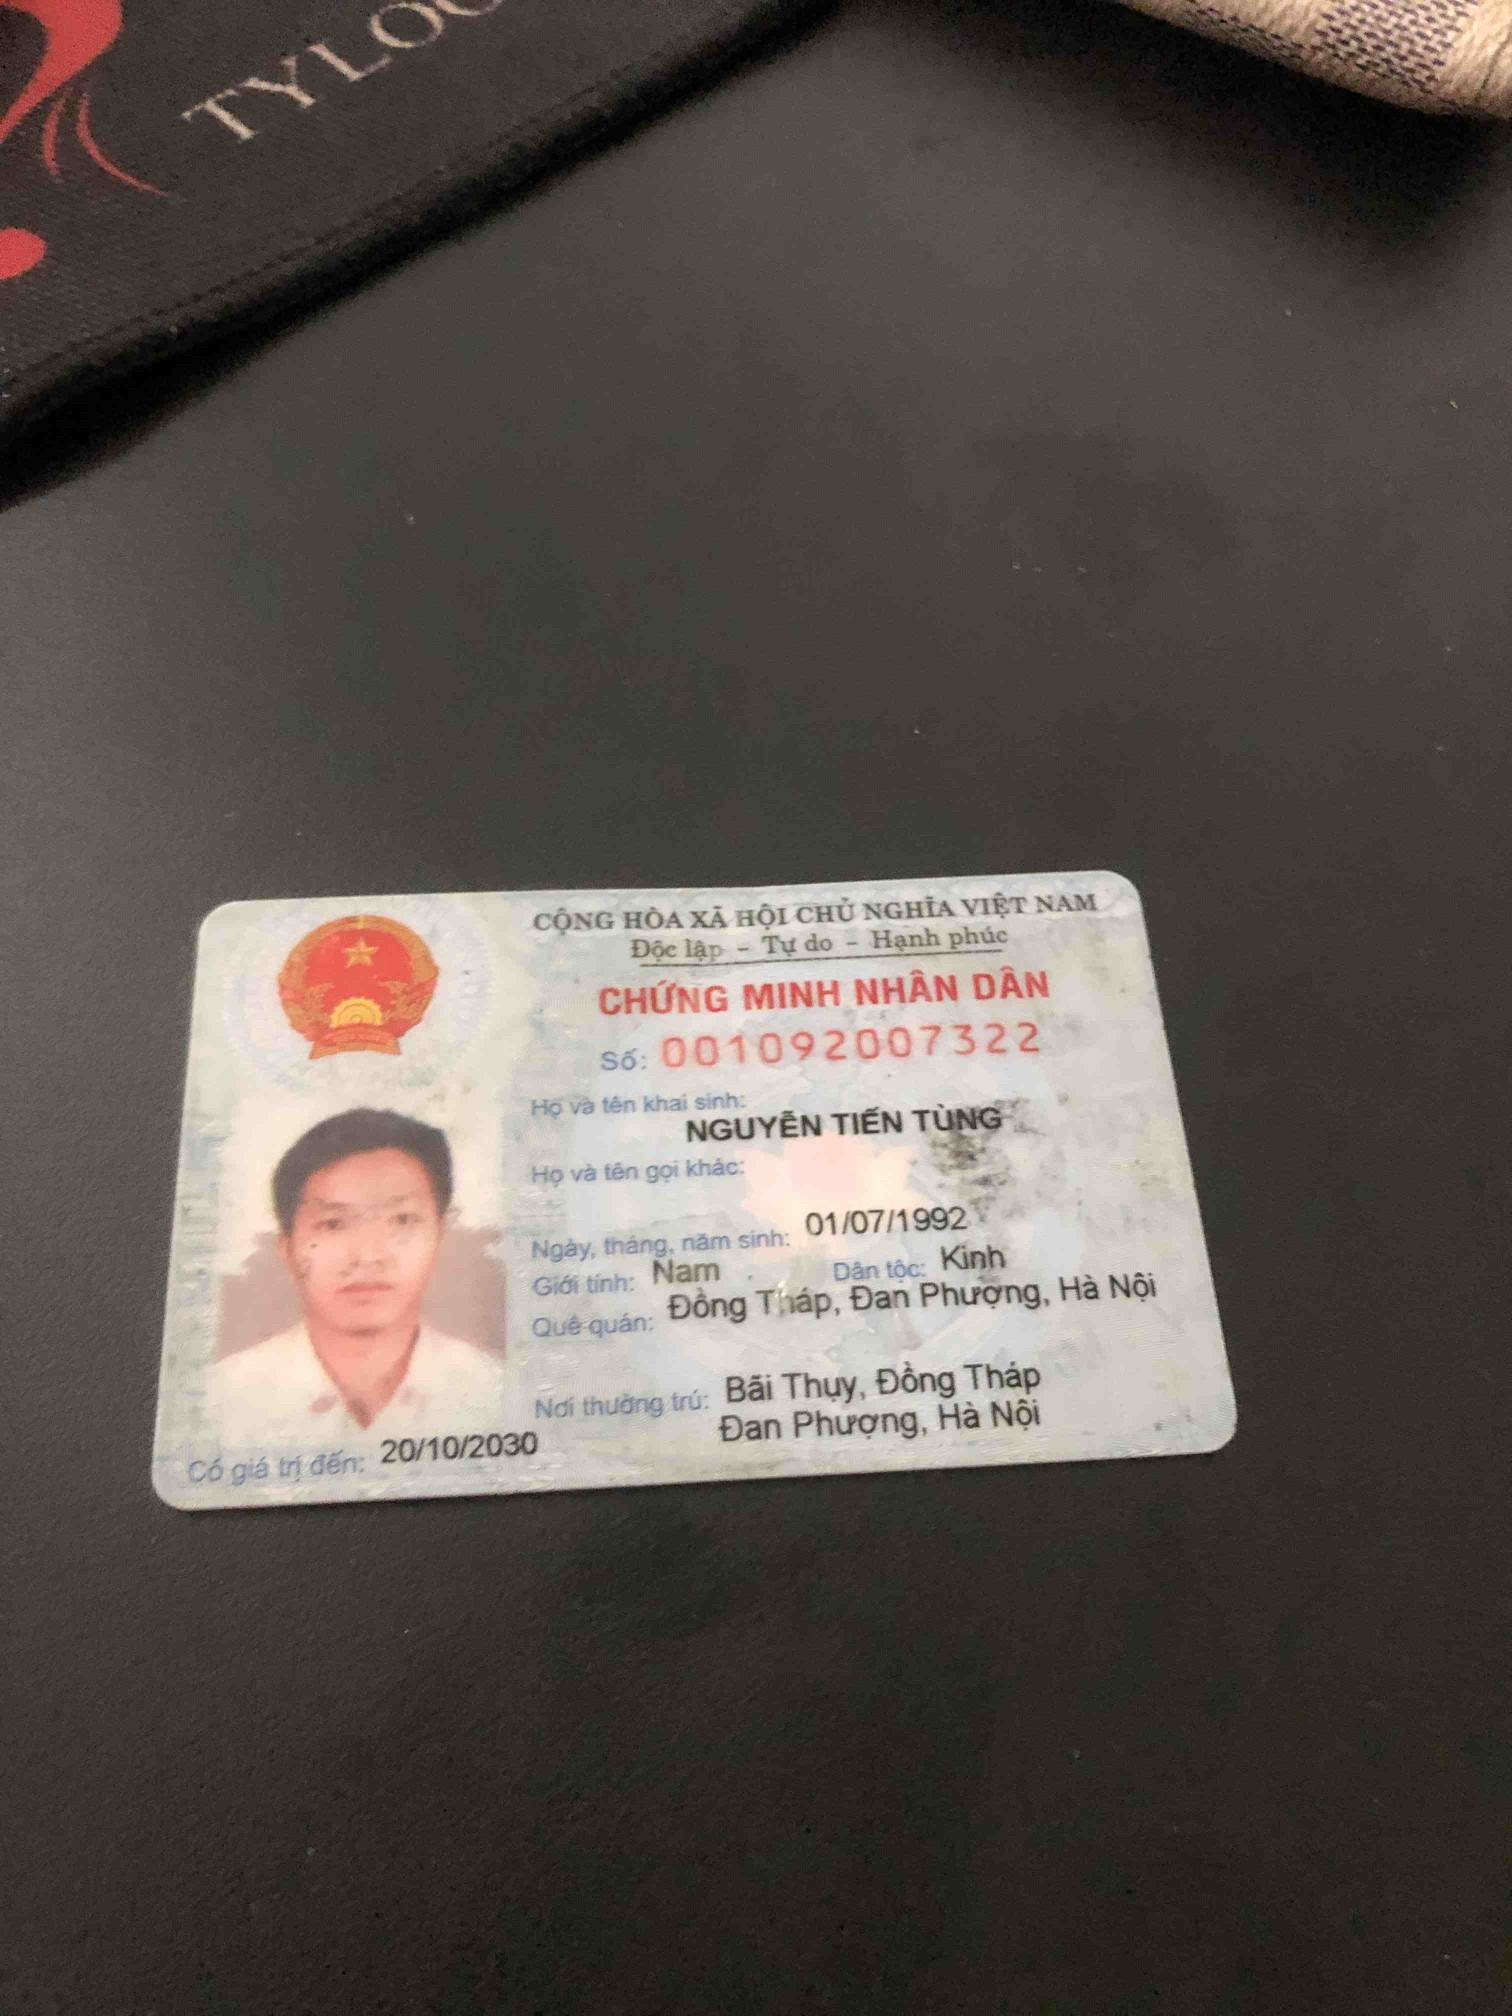 TYLOO
CỘNG HÒA XÃ HỘI CHỦ NGHĨA VIỆT NAM
Độc lập - Tự do - Hạnh phúc
CHỨNG MINH NHÂN DÂN
Số: 001092007322
Họ và tên khai sinh:
NGUYỄN TIẾN TÙNG
Họ và tên gọi khác:
Ngày, tháng, năm sinh: 01/07/1992
Giới tính: Nam Dân tộc: Kinh
Quê quán: Đồng Tháp, Đan Phượng, Hà Nội
Nơi thường trú: Bãi Thụy, Đồng Tháp
Đan Phượng, Hà Nội
Có giá trị đến: 20/10/2030